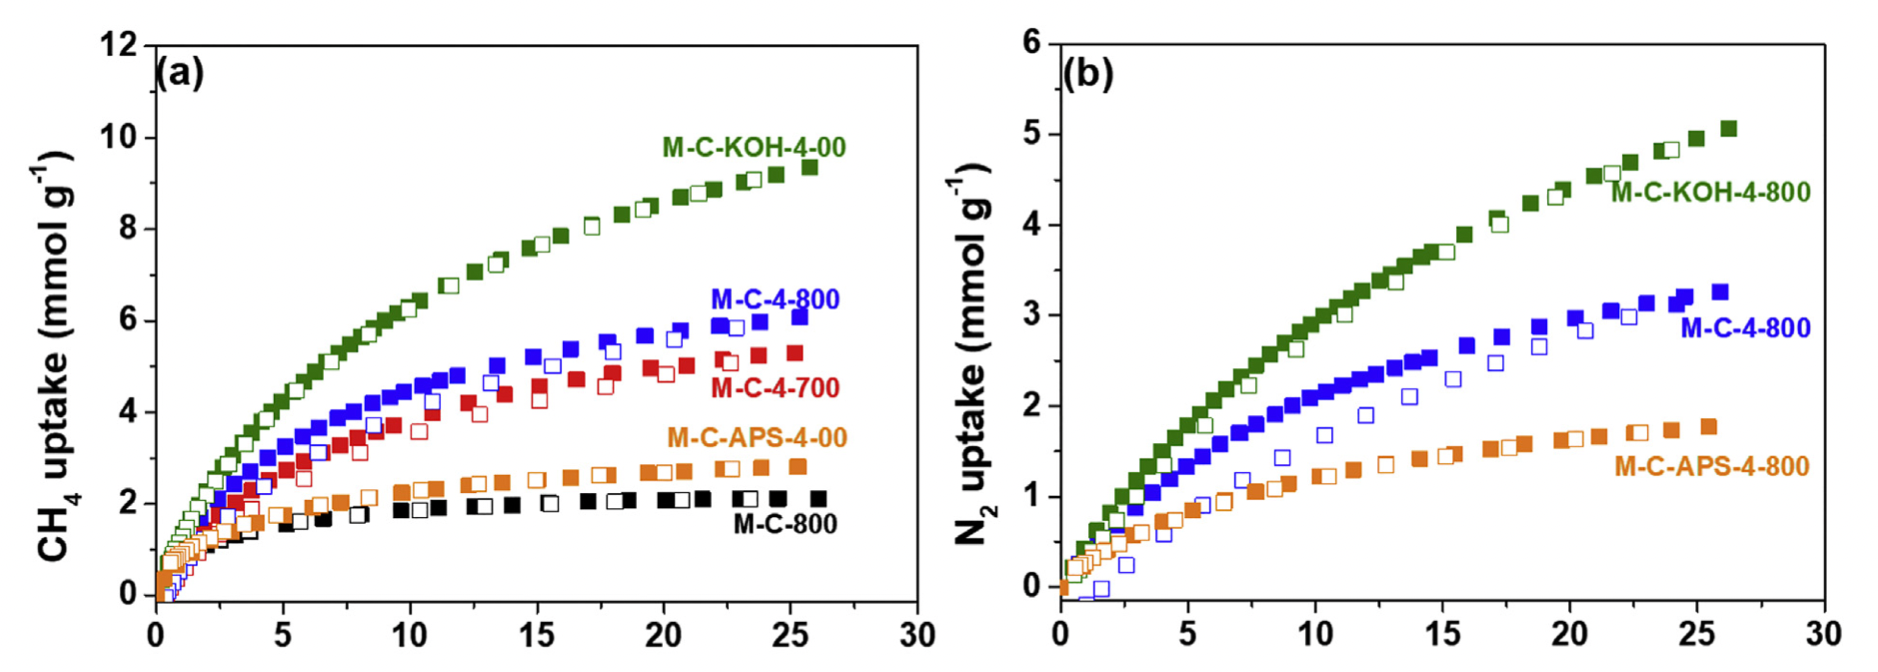 (a)
CH4 uptake (mmol g-1)
12
10
8
6
4
2
0
0 5 10 15 20 25 30
M-C-KOH-4-00
M-C-4-800
M-C-4-700
M-C-APS-4-00
M-C-800
(b)
N2 uptake (mmol g-1)
6
5
4
3
2
1
0
0 5 10 15 20 25 30
M-C-KOH-4-800
M-C-4-800
M-C-APS-4-800